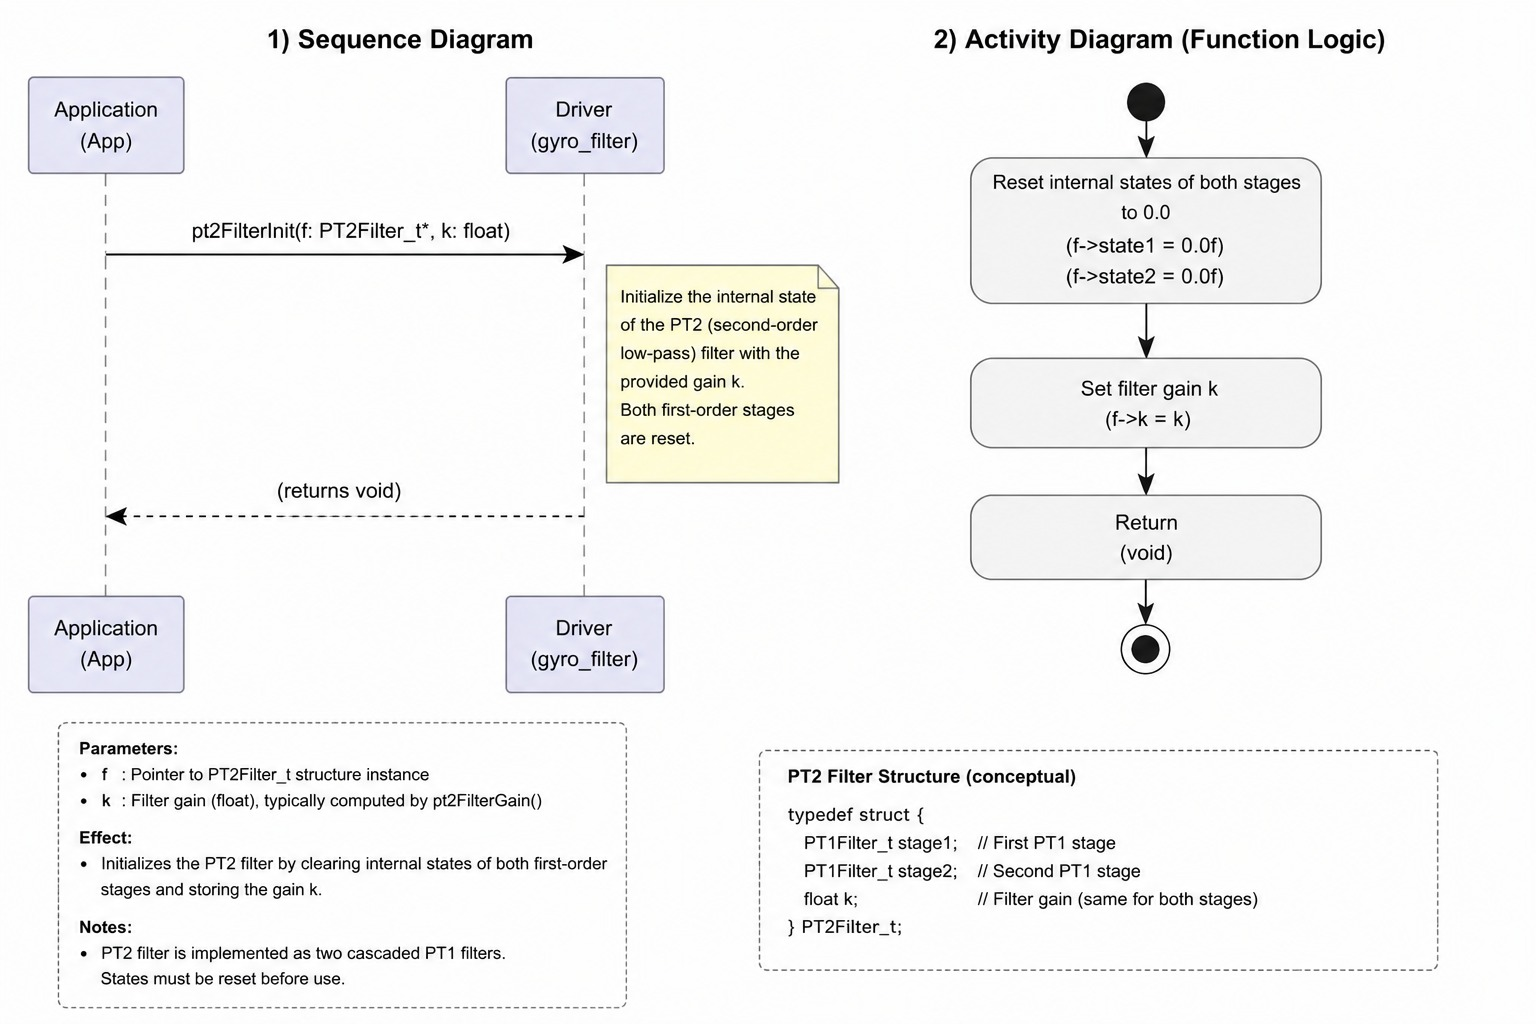 1) Sequence Diagram
Application
(App)
Driver
(gyro_filter)
pt2FilterInit(f: PT2Filter_t*, k: float)
Initialize the internal state
of the PT2 (second-order
low-pass) filter with the
provided gain k.
Both first-order stages
are reset.
(returns void)
Application
(App)
Driver
(gyro_filter)
Parameters:
• f : Pointer to PT2Filter_t structure instance
• k : Filter gain (float), typically computed by pt2FilterGain()
Effect:
• Initializes the PT2 filter by clearing internal states of both first-order
stages and storing the gain k.
Notes:
• PT2 filter is implemented as two cascaded PT1 filters.
States must be reset before use.
2) Activity Diagram (Function Logic)
Reset internal states of both stages
to 0.0
(f->state1 = 0.0f)
(f->state2 = 0.0f)
Set filter gain k
(f->k = k)
Return
(void)
PT2 Filter Structure (conceptual)
typedef struct {
PT1Filter_t stage1; // First PT1 stage
PT1Filter_t stage2; // Second PT1 stage
float k; // Filter gain (same for both stages)
} PT2Filter_t;